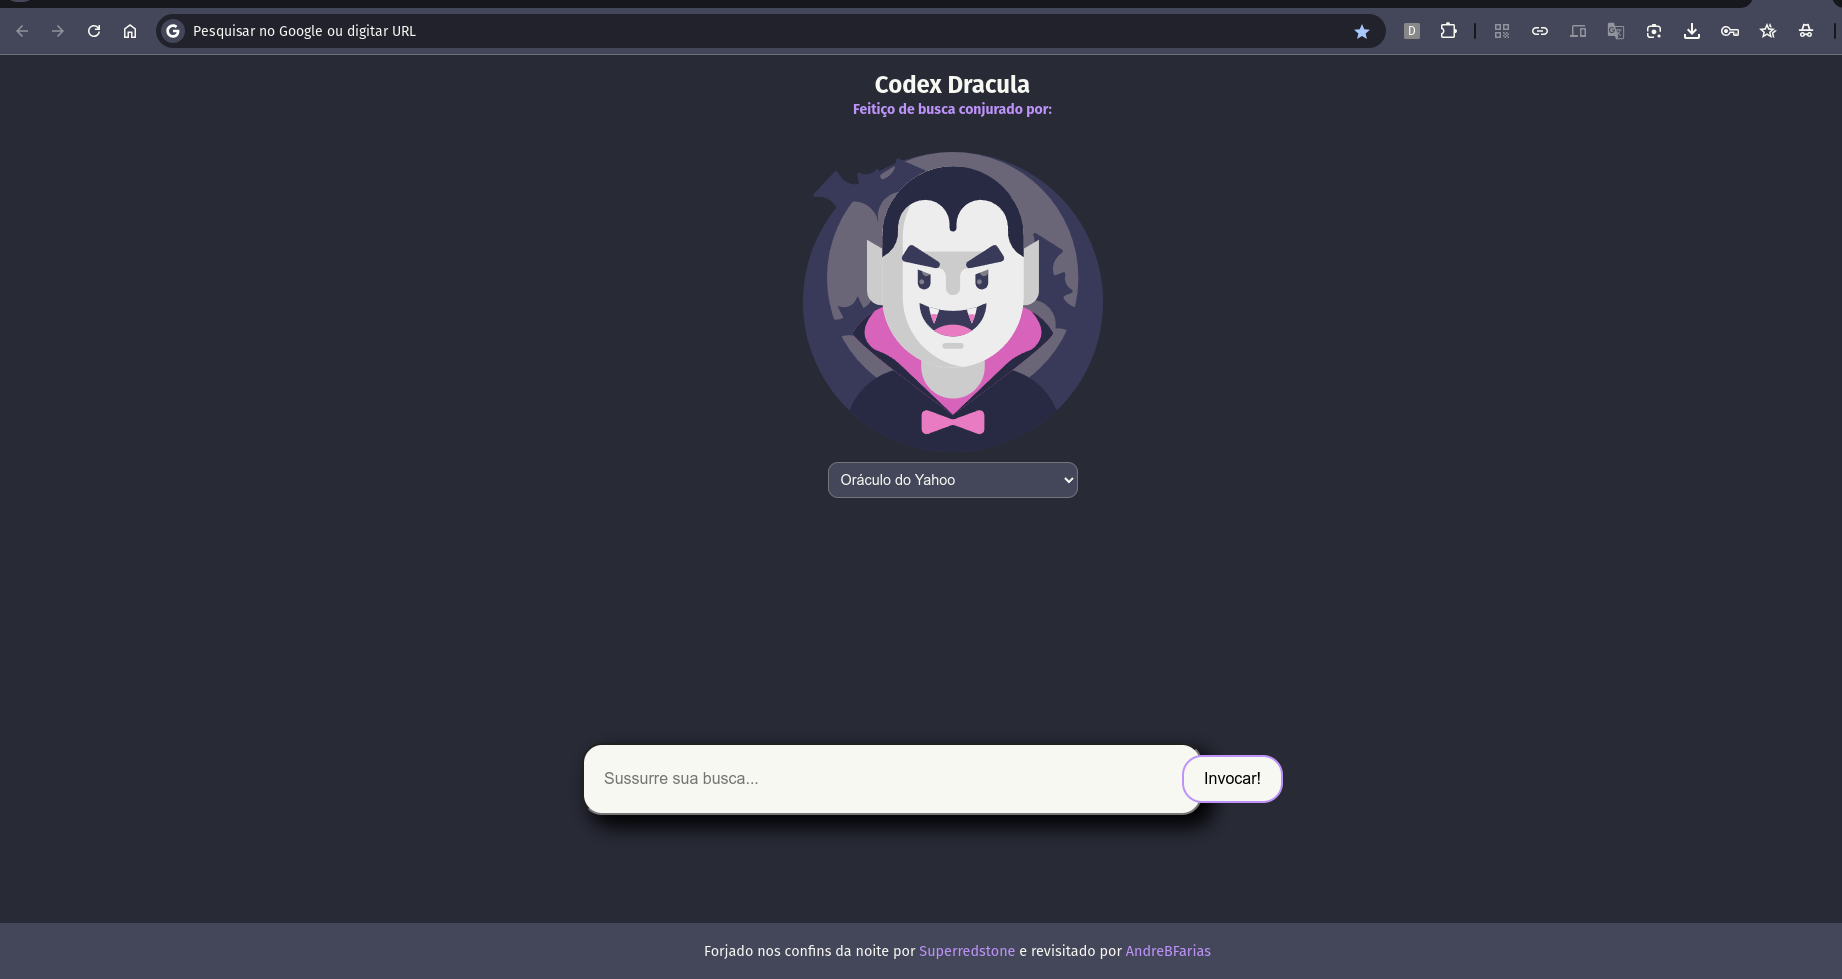 Pesquisar no Google ou digitar URL
D
Codex Dracula
Feitiço de busca conjurado por:
Oráculo do Yahoo
Sussurre sua busca...
Invocar!
Forjado nos confins da noite por Superredstone e revisitado por AndreBFarias